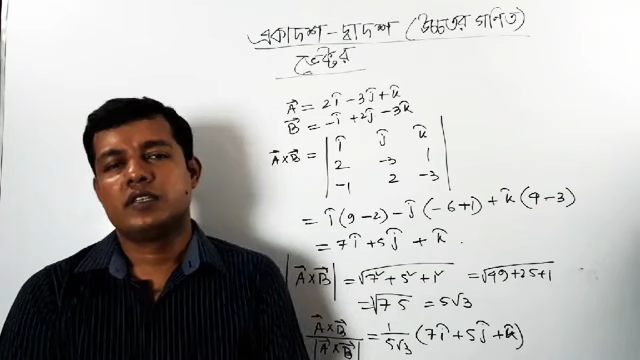 একাদশ-দ্বাদশ (উচ্চতর গণিত)
ভেক্টর
A⃗ = 2î - 3ĵ + k̂
B⃗ = -î + 2ĵ - 3k̂
A⃗×B⃗ = | î ĵ k̂ |
| 2 -3 1 |
| -1 2 -3 |
= î(9-2) - ĵ(-6+1) + k̂(4-3)
= 7î + 5ĵ + k̂ .
|A⃗×B⃗| = √(7² + 5² + 1²) = √(49+25+1)
= √75 = 5√3
A⃗×B⃗ / |A⃗×B⃗| = 1/5√3 (7î + 5ĵ + k̂)